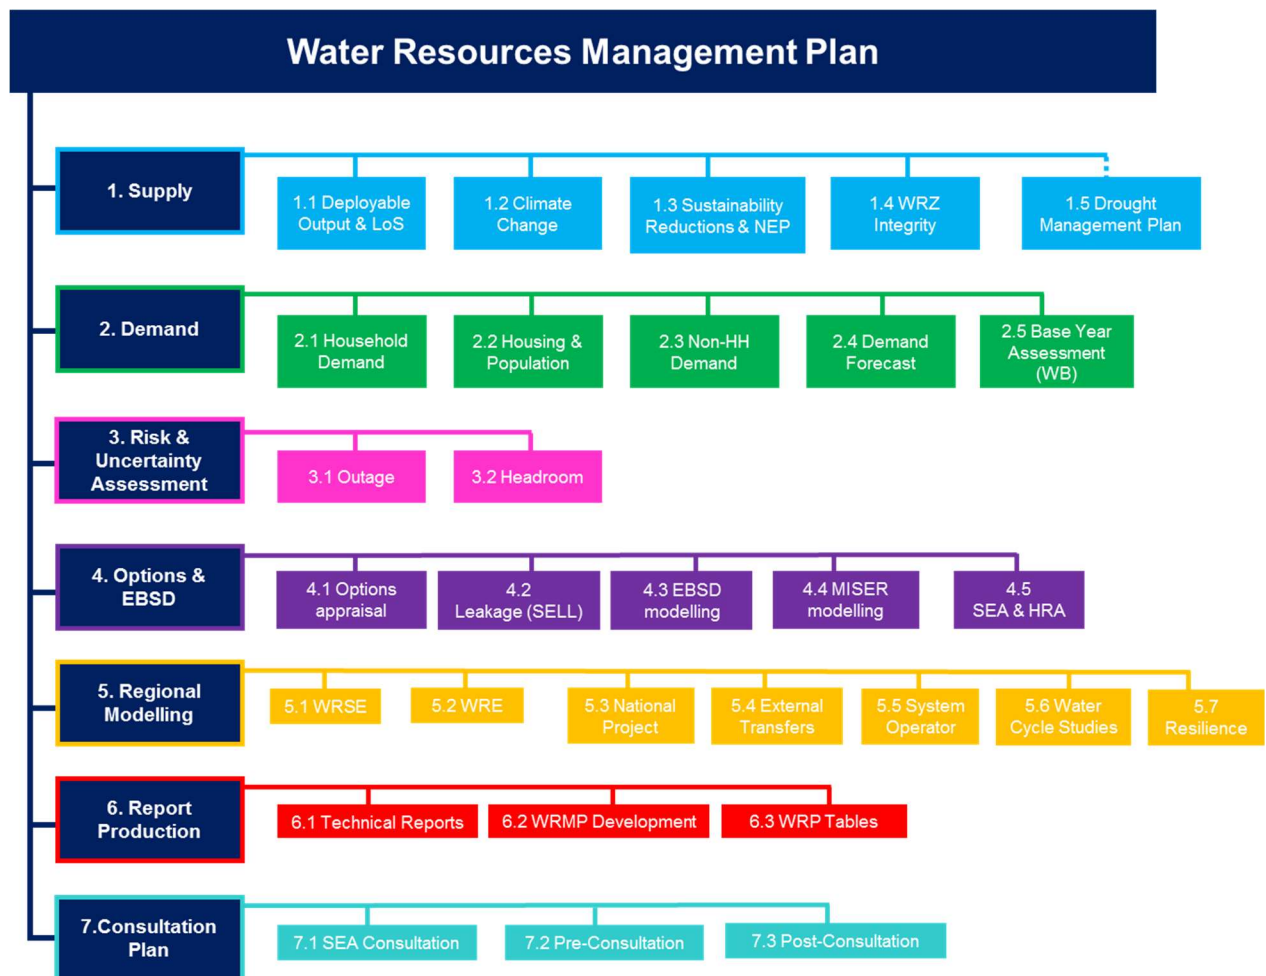 Water Resources Management Plan
1. Supply
1.1 Deployable
Output & LoS
1.2 Climate
Change
1.3 Sustainability
Reductions & NEP
1.4 WRZ
Integrity
1.5 Drought
Management Plan
2. Demand
2.1 Household
Demand
2.2 Housing &
Population
2.3 Non-HH
Demand
2.4 Demand
Forecast
2.5 Base Year
Assessment
(WB)
3. Risk &
Uncertainty
Assessment
3.1 Outage
3.2 Headroom
4. Options &
EBSD
4.1 Options
appraisal
4.2
Leakage (SELL)
4.3 EBSD
modelling
4.4 MISER
modelling
4.5
SEA & HRA
5. Regional
Modelling
5.1 WRSE
5.2 WRE
5.3 National
Project
5.4 External
Transfers
5.5 System
Operator
5.6 Water
Cycle Studies
5.7
Resilience
6. Report
Production
6.1 Technical Reports
6.2 WRMP Development
6.3 WRP Tables
7.Consultation
Plan
7.1 SEA Consultation
7.2 Pre-Consultation
7.3 Post-Consultation